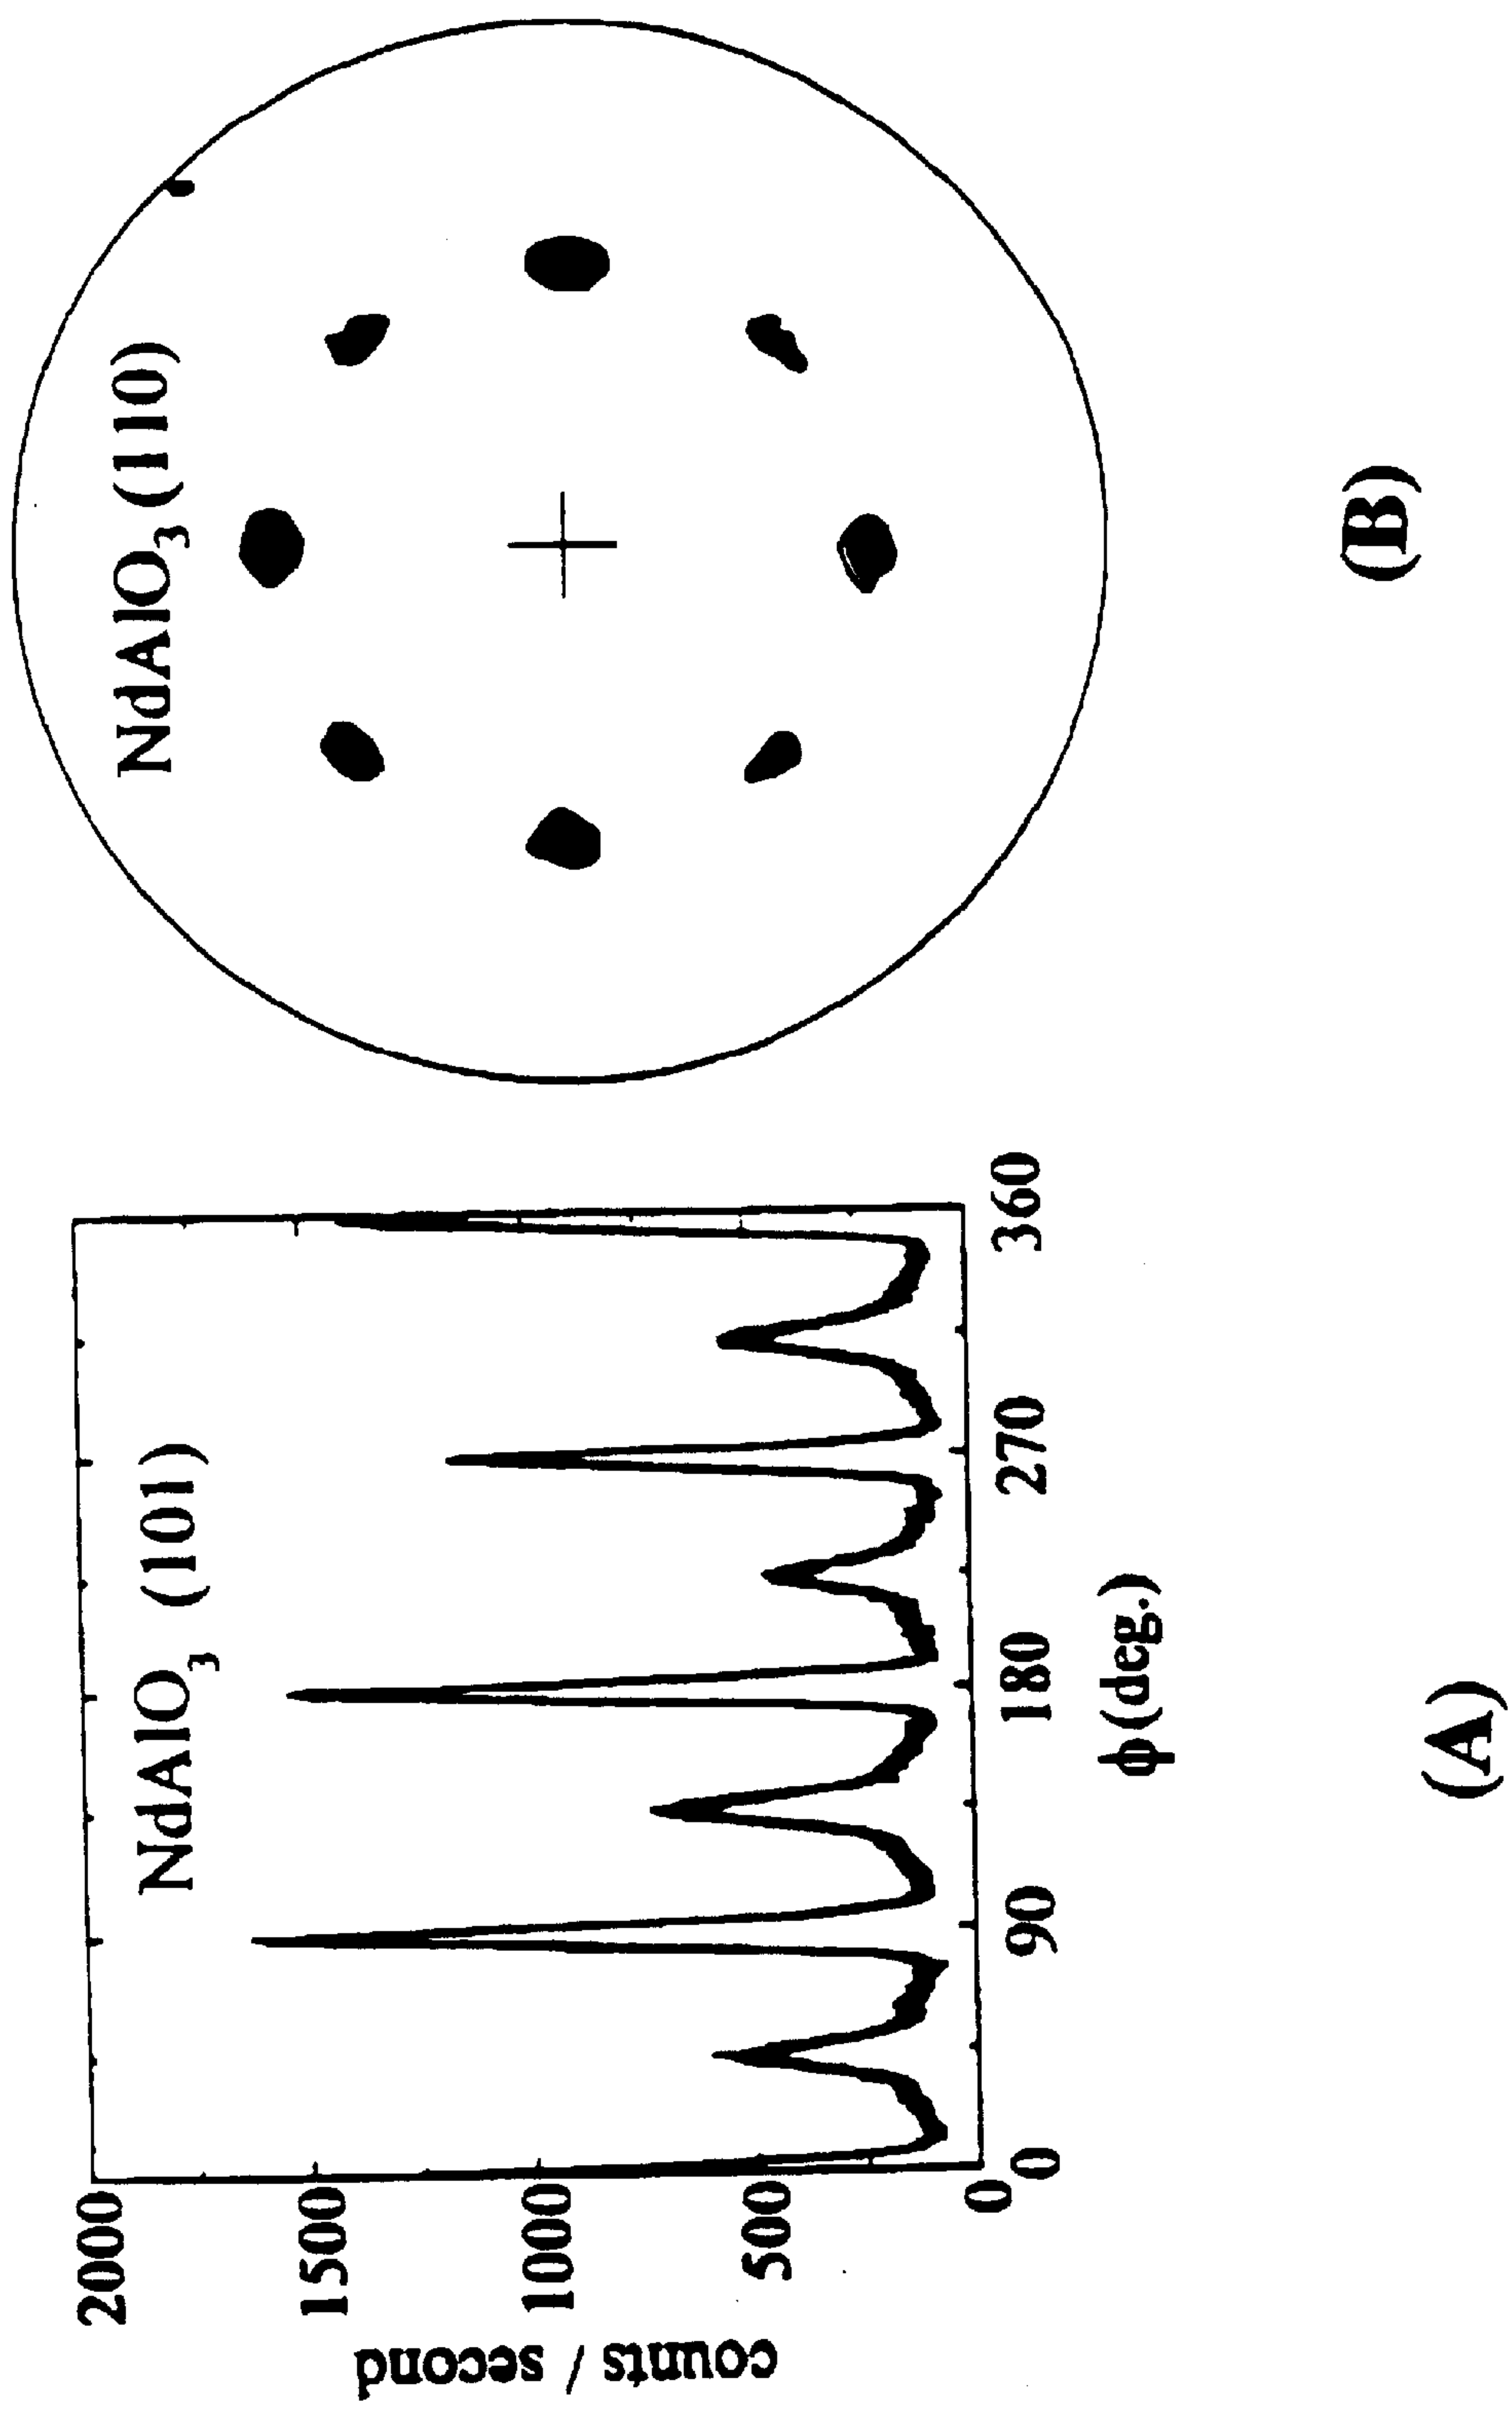 NdAlO3 (101)
2000
1500
1000
500
0
counts / second
0 90 180 270 360
ϕ(deg.)
(A)
NdAlO3 (110)
(B)